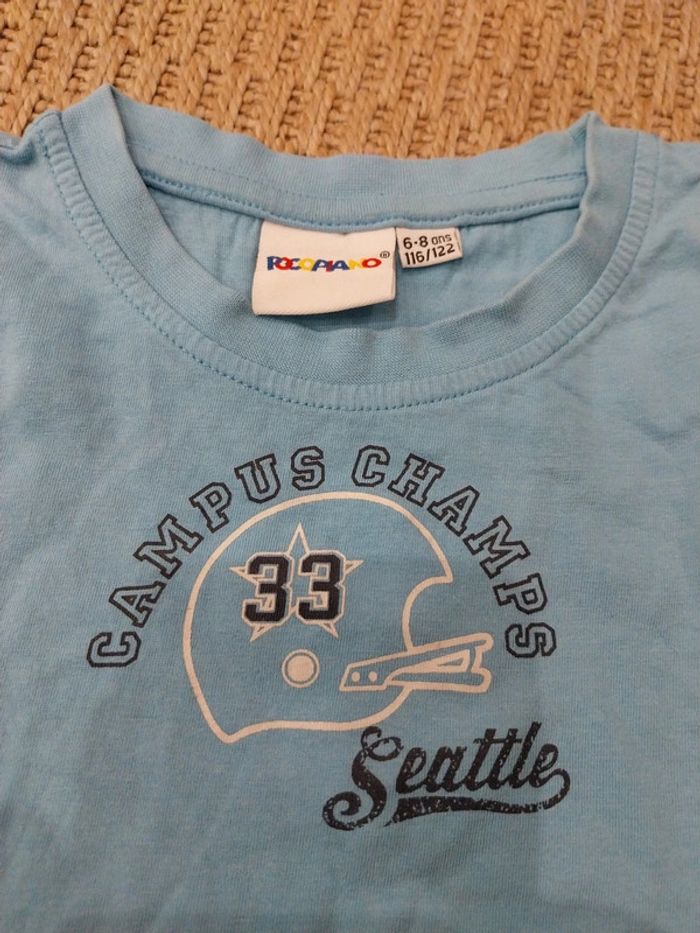 POCOPIANO®
6-8 ans
116/122
CAMPUS CHAMPS
33
Seattle